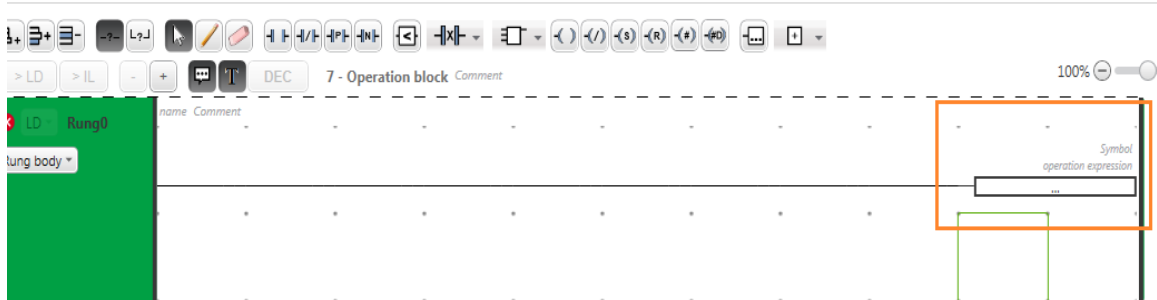 -?- L?J P N X ( ) (/) (S) (R) (#) (#D) ...
> LD > IL - + T DEC 7 - Operation block Comment 100%
LD Rung0 name Comment
Rung body
Symbol
operation expression
...